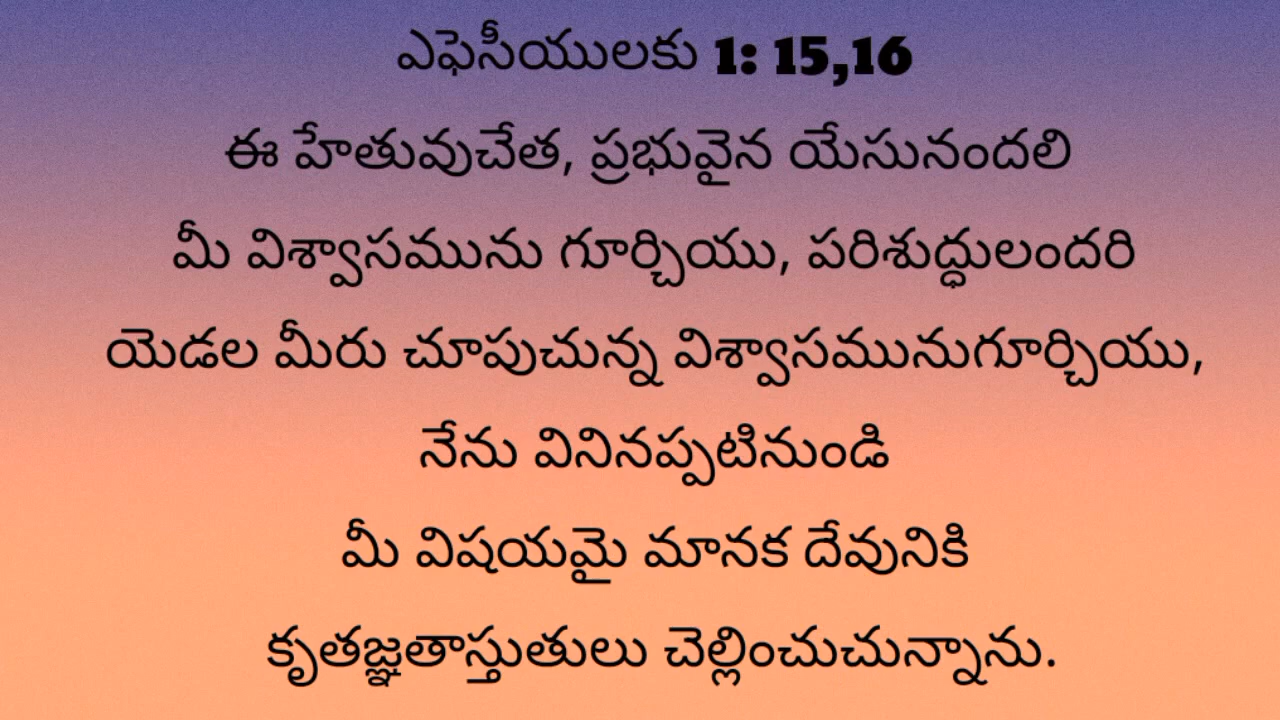 ఎఫెసీయులకు 1: 15,16
ఈ హేతువుచేత, ప్రభువైన యేసునందలి
మీ విశ్వాసమును గూర్చియు, పరిశుద్ధులందరి
యెడల మీరు చూపుచున్న విశ్వాసమునుగూర్చియు,
నేను వినినప్పటినుండి
మీ విషయమై మానక దేవునికి
కృతజ్ఞతాస్తుతులు చెల్లించుచున్నాను.